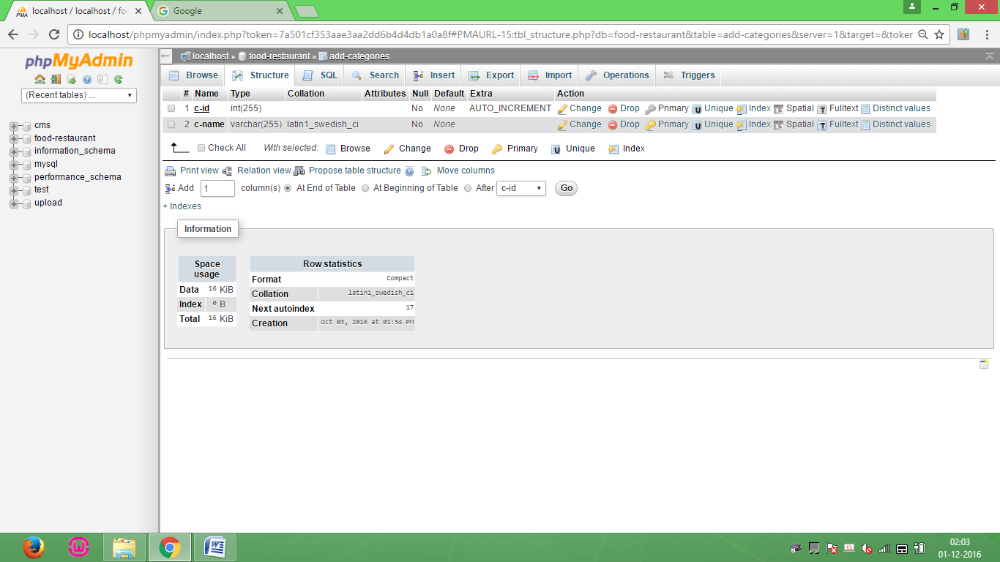 localhost / localhost / foo
Google
localhost/phpmyadmin/index.php?token=7a501cf353aae3aa2dd6b4d4db1a0a8f#PMAURL-15:tbl_structure.php?db=food-restaurant&table=add-categories&server=1&target=&token
phpMyAdmin
(Recent tables) ...
cms
food-restaurant
information_schema
mysql
performance_schema
test
upload
localhost » food-restaurant » add-categories
Browse Structure SQL Search Insert Export Import Operations Triggers
# Name Type Collation Attributes Null Default Extra Action
1 c-id int(255) No None AUTO_INCREMENT Change Drop Primary Unique Index Spatial Fulltext Distinct values
2 c-name varchar(255) latin1_swedish_ci No None Change Drop Primary Unique Index Spatial Fulltext Distinct values
Check All With selected: Browse Change Drop Primary Unique Index
Print view Relation view Propose table structure Move columns
Add 1 column(s) At End of Table At Beginning of Table After c-id Go
+ Indexes
Information
Space usage
Data 16 KiB
Index 0 B
Total 16 KiB
Row statistics
Format Compact
Collation latin1_swedish_ci
Next autoindex 17
Creation Oct 03, 2016 at 01:54 PM
02:03
01-12-2016